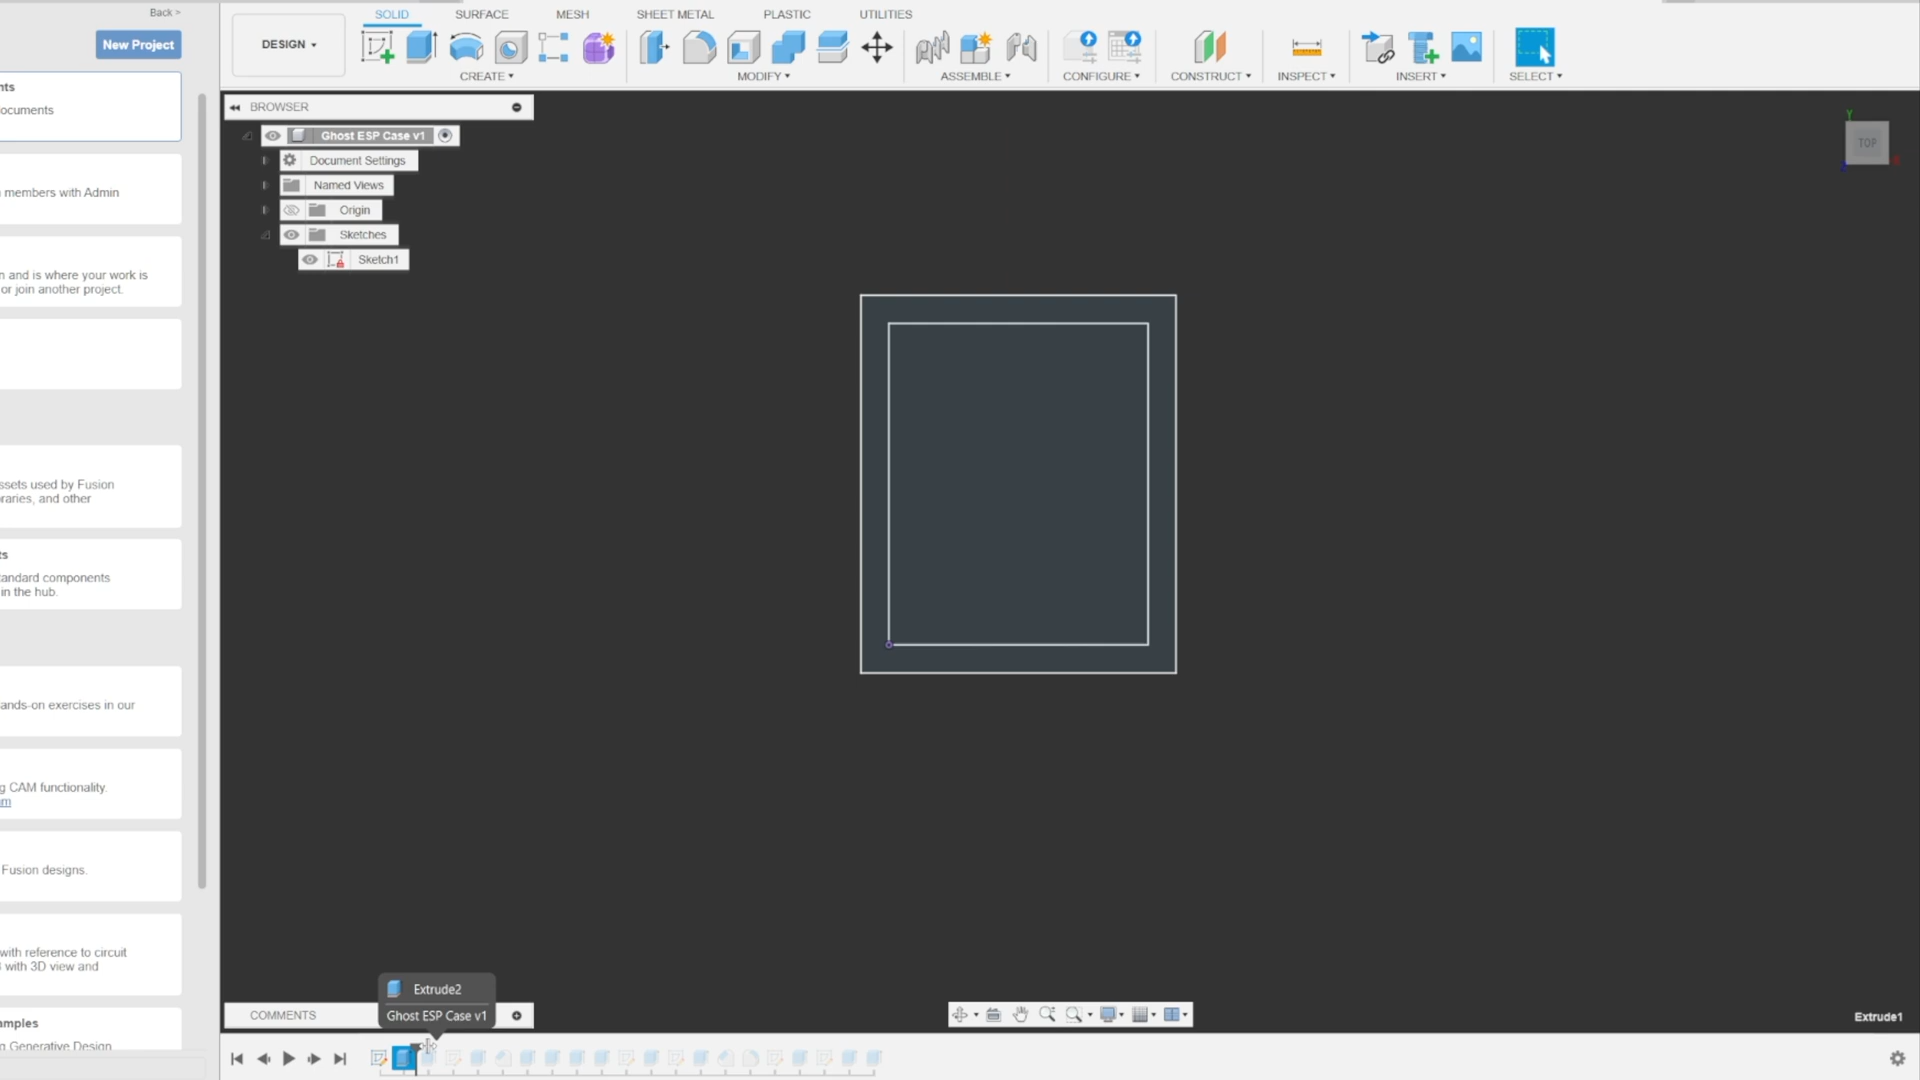 Back >
New Project
nts
ocuments
members with Admin
n and is where your work is
or join another project.
ssets used by Fusion
raries, and other
ts
tandard components
in the hub.
ands-on exercises in our
g CAM functionality.
m
Fusion designs.
with reference to circuit
with 3D view and
amples
ng Generative Design
DESIGN
SOLID SURFACE MESH SHEET METAL PLASTIC UTILITIES
CREATE MODIFY ASSEMBLE CONFIGURE CONSTRUCT INSPECT INSERT SELECT
BROWSER
Ghost ESP Case v1
Document Settings
Named Views
Origin
Sketches
Sketch1
Y
TOP
Extrude2
Ghost ESP Case v1
COMMENTS
Extrude1